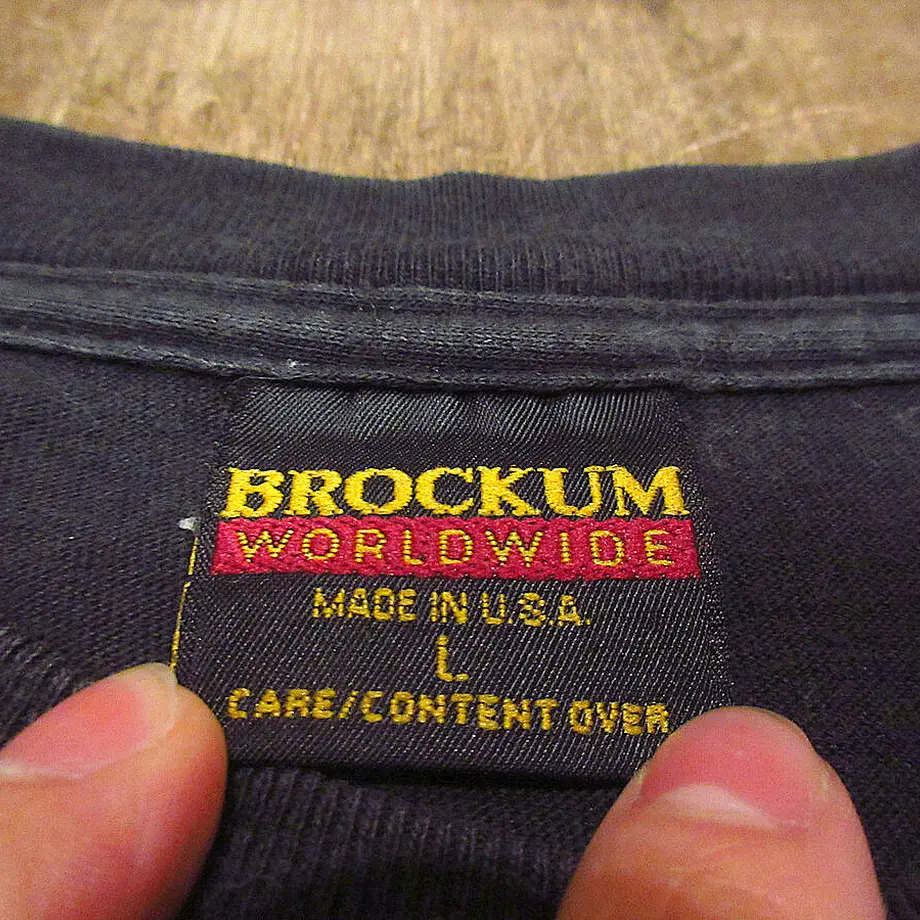 BROCKUM
WORLDWIDE
MADE IN U.S.A.
L
CARE/CONTENT OVER